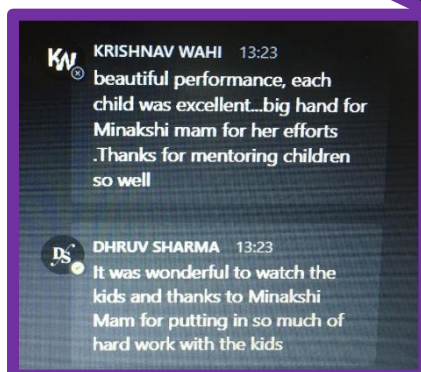 KW KRISHNAV WAHI 13:23
beautiful performance, each
child was excellent...big hand for
Minakshi mam for her efforts
.Thanks for mentoring children
so well
DS DHRUV SHARMA 13:23
It was wonderful to watch the
kids and thanks to Minakshi
Mam for putting in so much of
hard work with the kids